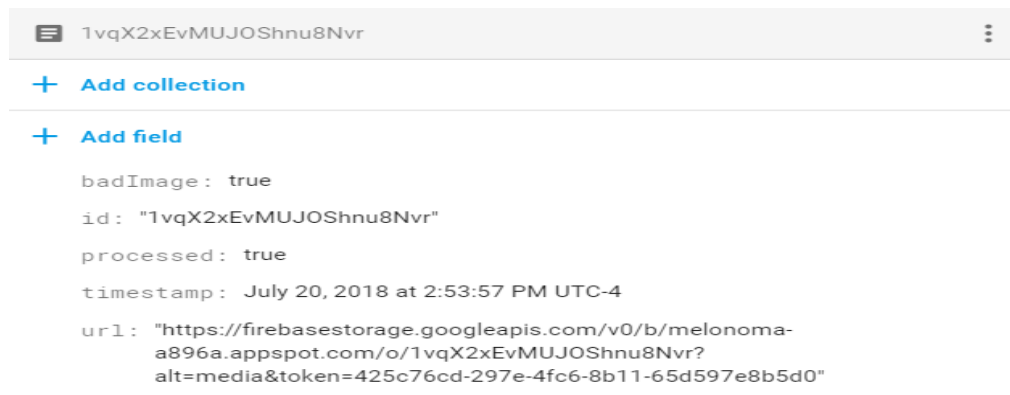 1vqX2xEvMUJOShnu8Nvr
Add collection
Add field
badImage: true
id: "1vqX2xEvMUJOShnu8Nvr"
processed: true
timestamp: July 20, 2018 at 2:53:57 PM UTC-4
url: "https://firebasestorage.googleapis.com/v0/b/melonoma-
a896a.appspot.com/o/1vqX2xEvMUJOShnu8Nvr?
alt=media&token=425c76cd-297e-4fc6-8b11-65d597e8b5d0"